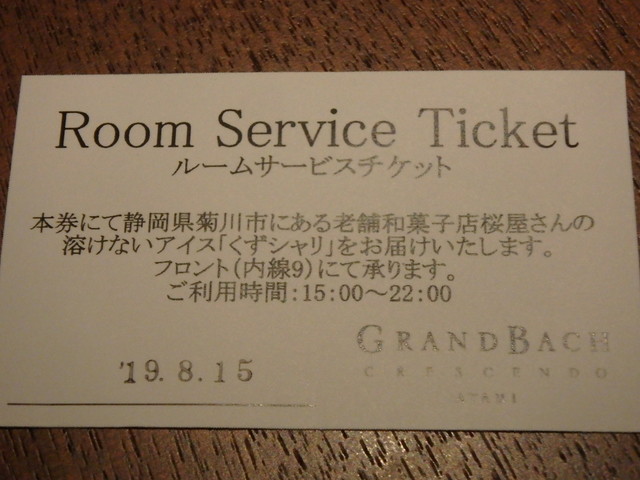 Room Service Ticket
ルームサービスチケット
本券にて静岡県菊川市にある老舗和菓子店桜屋さんの
溶けないアイス「くずシャリ」をお届けいたします。
フロント(内線9)にて承ります。
ご利用時間:15:00～22:00
GRANDBACH
CRESCENDO
ATAMI
'19.8.15